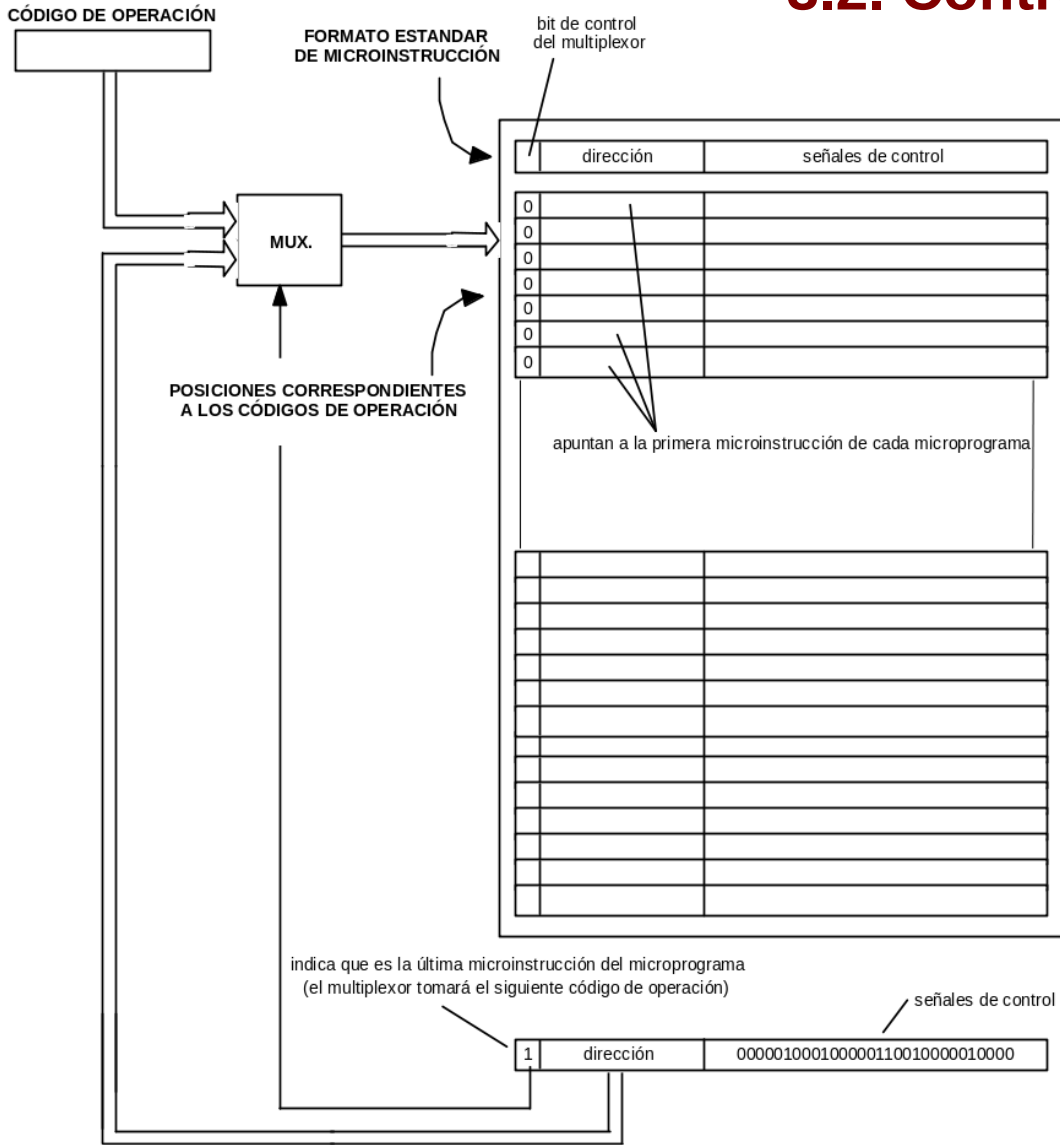 CÓDIGO DE OPERACIÓN
FORMATO ESTANDAR
DE MICROINSTRUCCIÓN
bit de control
del multiplexor
dirección
señales de control
0
0
0
0
0
0
0
MUX.
POSICIONES CORRESPONDIENTES
A LOS CÓDIGOS DE OPERACIÓN
apuntan a la primera microinstrucción de cada microprograma
indica que es la última microinstrucción del microprograma
(el multiplexor tomará el siguiente código de operación)
señales de control
1
dirección
000001000100000110010000010000